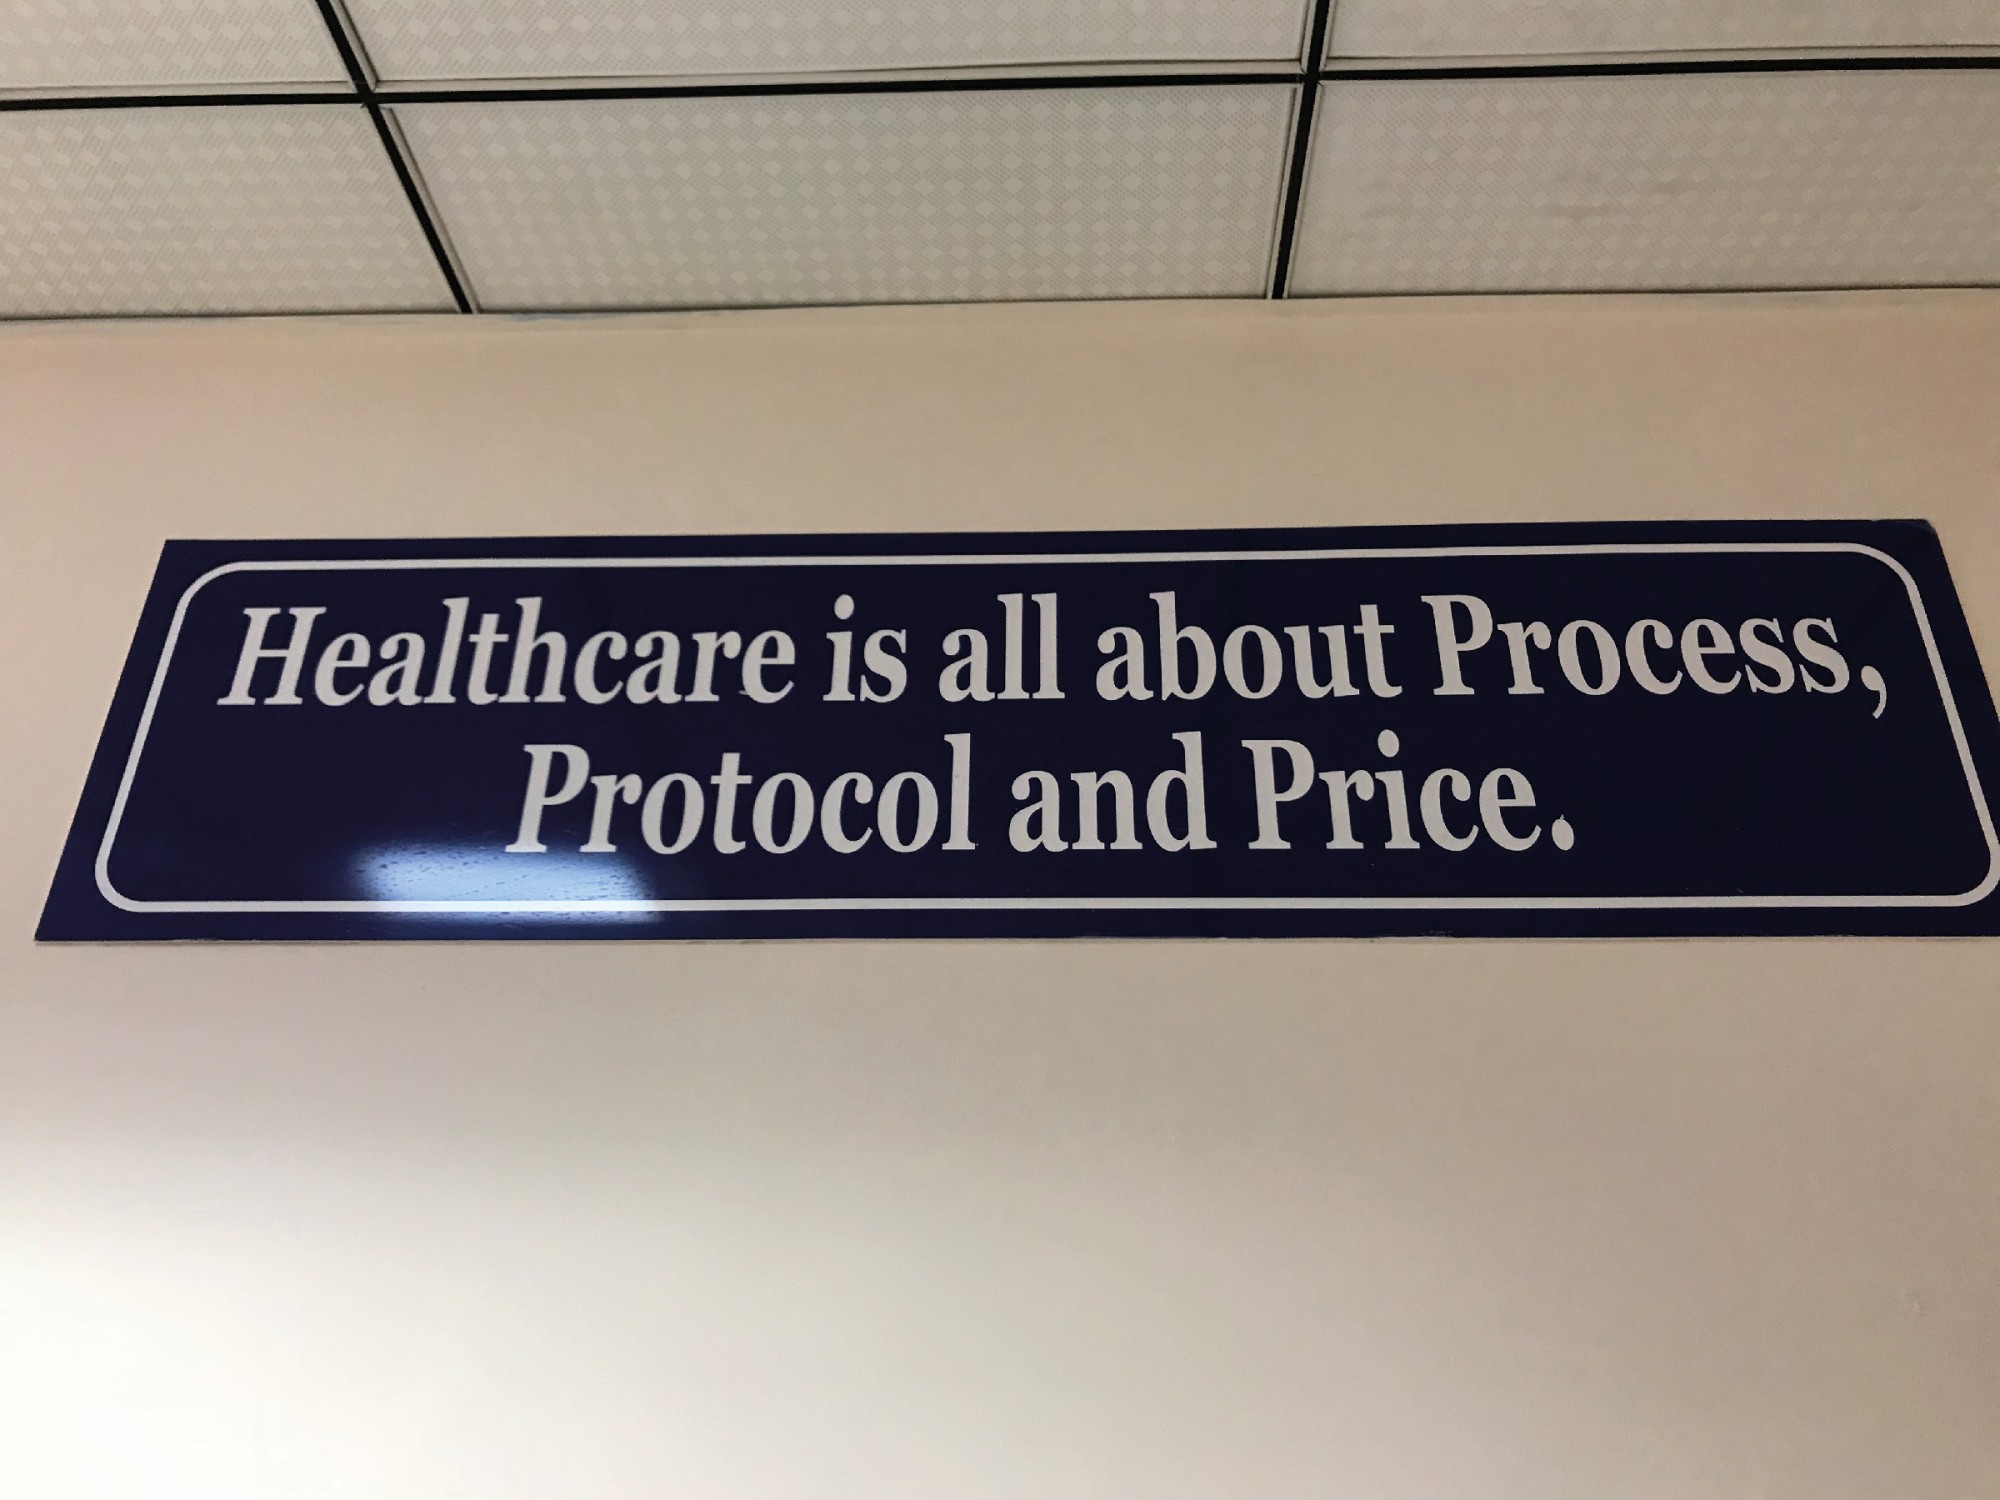 Healthcare is all about Process,
Protocol and Price.